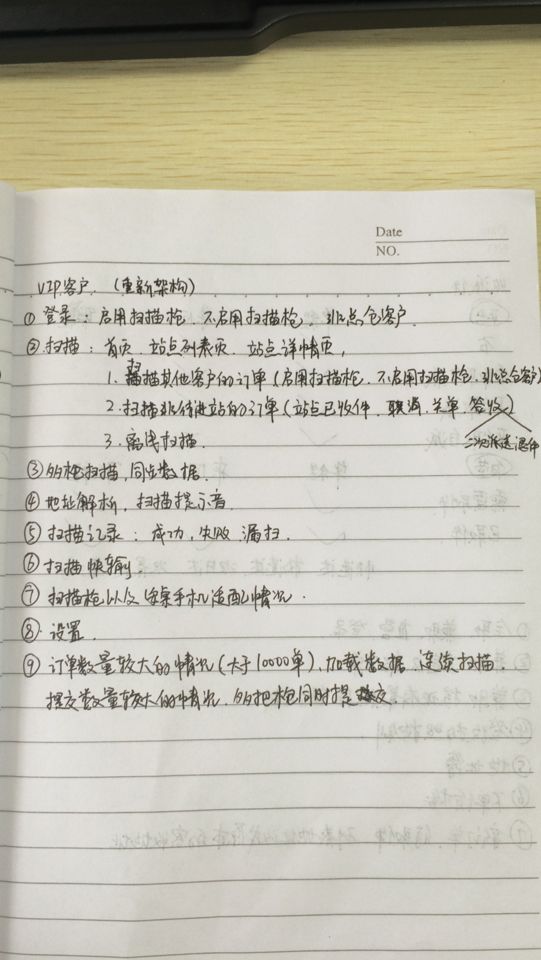 Date
NO.
VIP客户 (重新架构)
① 登录: 启用扫描枪、不启用扫描枪、非点仓客户
② 扫描: 首页、站点列表页、站点详情页,
1. 扫描其他客户的订单(启用扫描枪、不启用扫描枪、非点仓客户)
2. 扫描非待进站的订单(站点已收件、取消、关单、签收)
二次派送 退件
3. 离线扫描
③ 多枪扫描, 同步数据
④ 地址解析, 扫描提示音
⑤ 扫描记录: 成功, 失败 漏扫
⑥ 扫描快输
⑦ 扫描枪以及安卓手机适配情况
⑧ 设置
⑨ 订单数量较大的情况(大于10000单), 加载数据、连续扫描
提交数量较大的情况, 多把枪同时提交